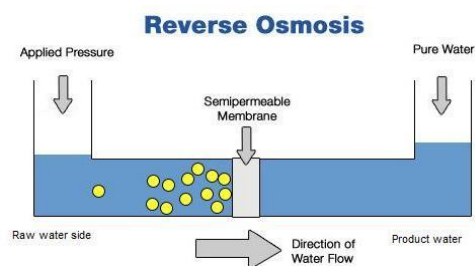 Reverse Osmosis
Applied Pressure
Pure Water
Semipermeable
Membrane
Raw water side
Direction of
Water Flow
Product water